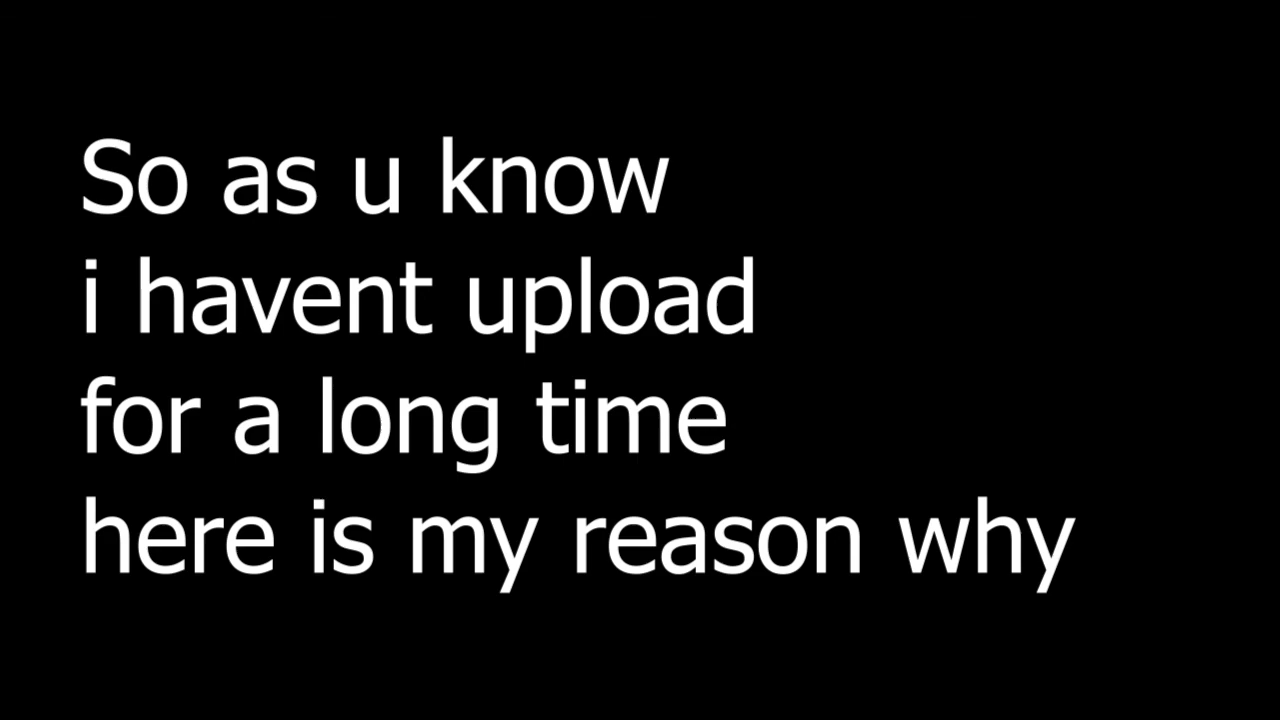 So as u know
i havent upload
for a long time
here is my reason why